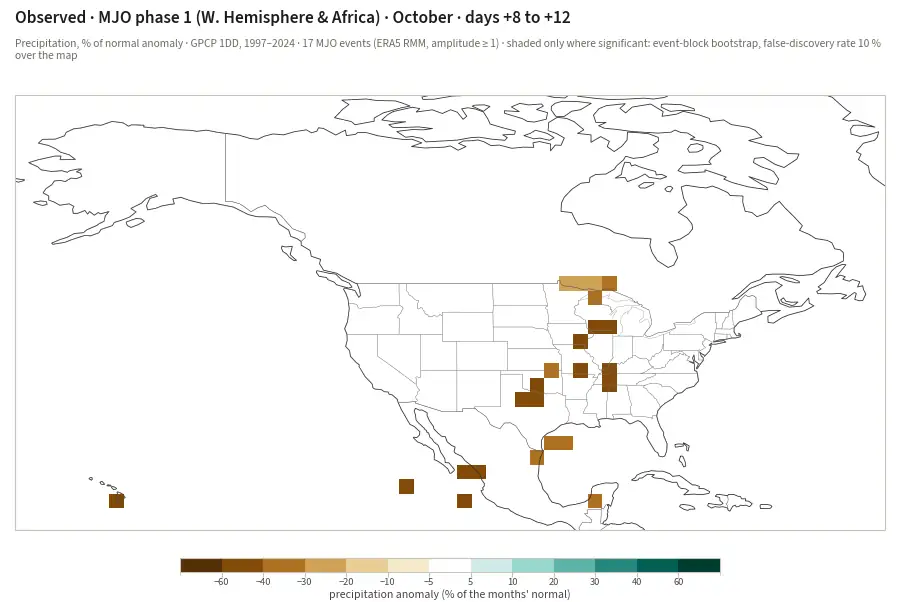 Observed · MJO phase 1 (W. Hemisphere & Africa) · October · days +8 to +12
Precipitation, % of normal anomaly · GPCP 1DD, 1997–2024 · 17 MJO events (ERA5 RMM, amplitude ≥ 1) · shaded only where significant: event-block bootstrap, false-discovery rate 10 %
over the map
−60 −40 −30 −20 −10 −5 5 10 20 30 40 60
precipitation anomaly (% of the months' normal)